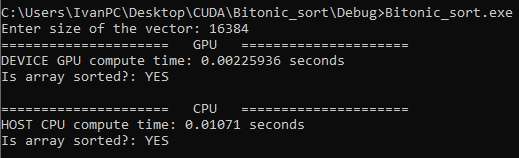 C:\Users\IvanPC\Desktop\CUDA\Bitonic_sort\Debug>Bitonic_sort.exe
Enter size of the vector: 16384
=====================   GPU   =====================
DEVICE GPU compute time: 0.00225936 seconds
Is array sorted?: YES
=====================   CPU   =====================
HOST CPU compute time: 0.01071 seconds
Is array sorted?: YES